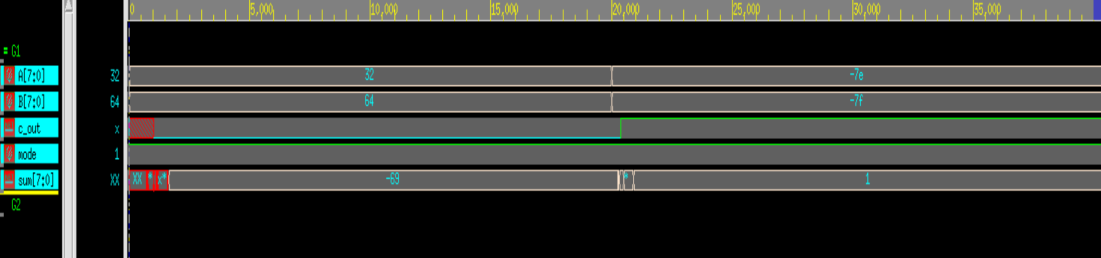 0 5,000 10,000 15,000 20,000 25,000 30,000 35,000
= G1
A[7:0] 32 32 -7e
B[7:0] 64 64 -7f
c_out x
mode 1
sum[7:0] XX XX * x* -69 * 1
G2